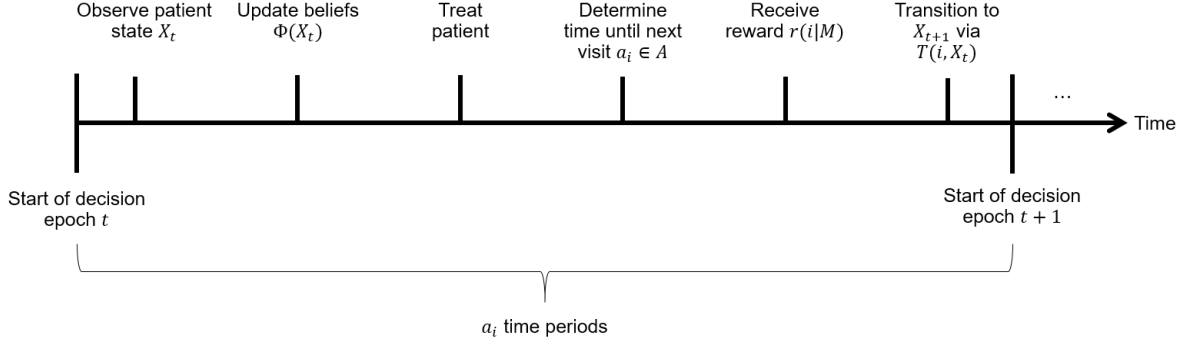 Observe patient
state X_t
Update beliefs
Φ(X_t)
Treat
patient
Determine
time until next
visit a_i ∈ A
Receive
reward r(i|M)
Transition to
X_{t+1} via
T(i, X_t)
...
Time
Start of decision
epoch t
Start of decision
epoch t + 1
a_i time periods